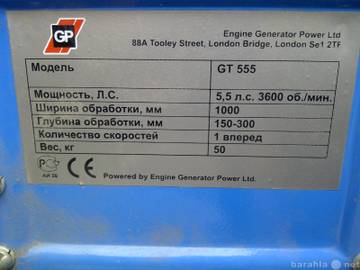 GP
Engine Generator Power Ltd
88A Tooley Street, London Bridge, London Se1 2TF
Модель GT 555
Мощность, Л.С. 5,5 л.с. 3600 об./мин.
Ширина обработки, мм 1000
Глубина обработки, мм 150-300
Количество скоростей 1 вперед
Вес, кг 50
Powered by Engine Generator Power Ltd.
barahla.net